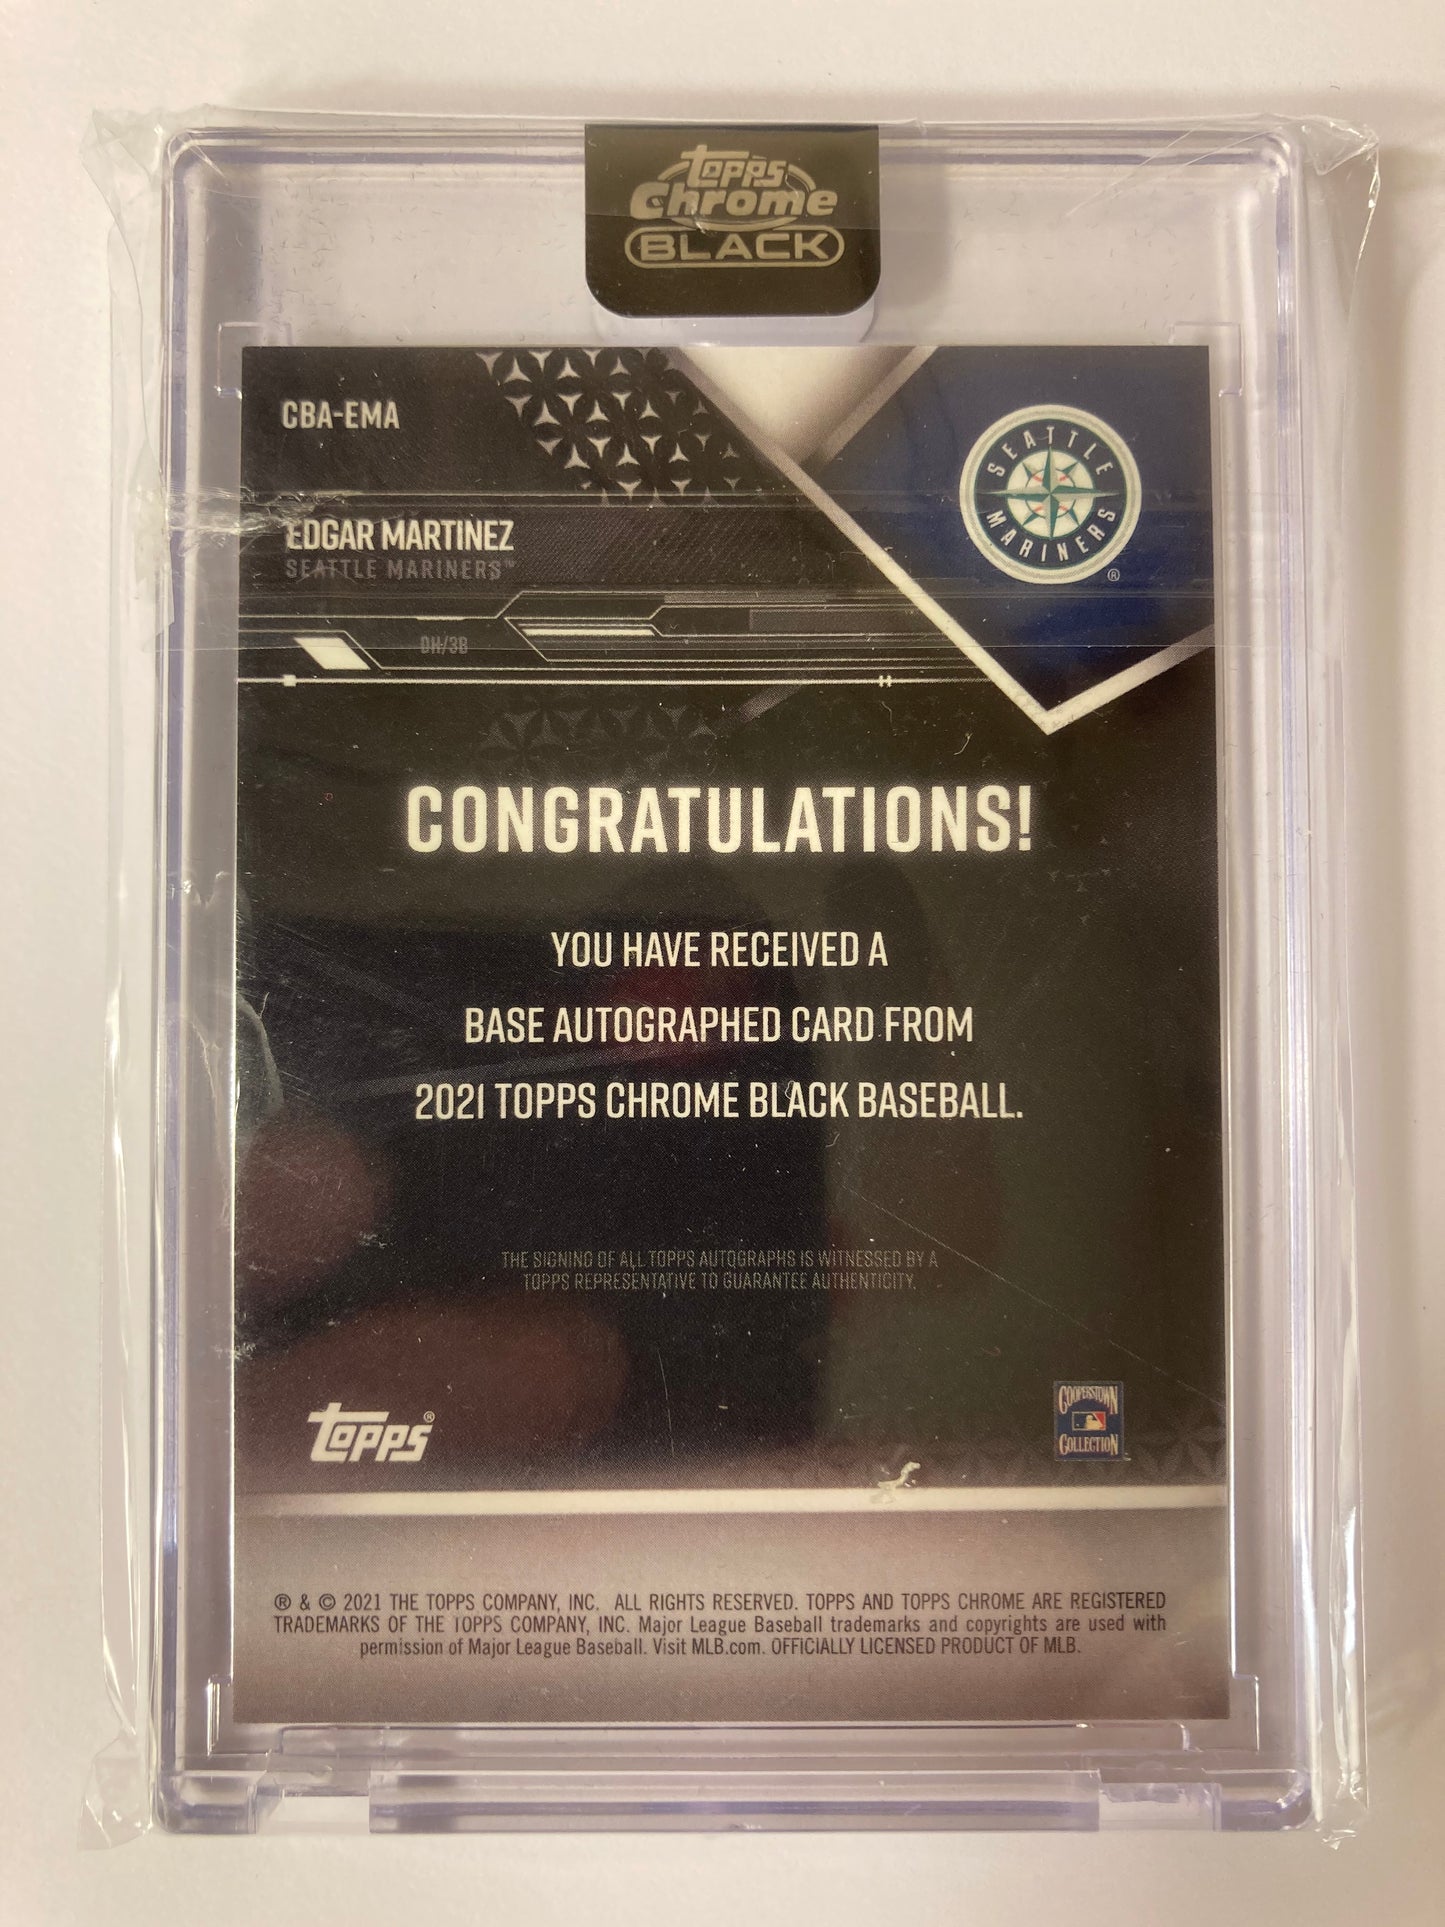 topps
Chrome
BLACK
CBA-EMA
SEATTLE
MARINERS
®
EDGAR MARTINEZ
SEATTLE MARINERS™
DH/3B
CONGRATULATIONS!
YOU HAVE RECEIVED A
BASE AUTOGRAPHED CARD FROM
2021 TOPPS CHROME BLACK BASEBALL.
THE SIGNING OF ALL TOPPS AUTOGRAPHS IS WITNESSED BY A
TOPPS REPRESENTATIVE TO GUARANTEE AUTHENTICITY.
topps®
COOPERSTOWN
COLLECTION
® & © 2021 THE TOPPS COMPANY, INC. ALL RIGHTS RESERVED. TOPPS AND TOPPS CHROME ARE REGISTERED
TRADEMARKS OF THE TOPPS COMPANY, INC. Major League Baseball trademarks and copyrights are used with
permission of Major League Baseball. Visit MLB.com. OFFICIALLY LICENSED PRODUCT OF MLB.